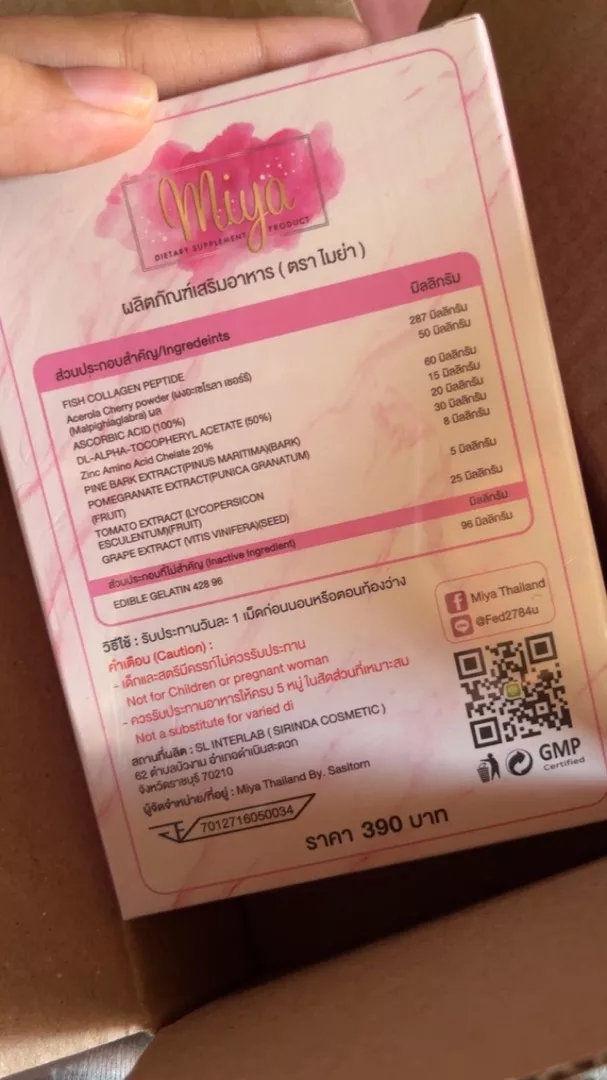 Miya
DIETARY SUPPLEMENT PRODUCT
ผลิตภัณฑ์เสริมอาหาร ( ตรา ไมย่า )
ส่วนประกอบสำคัญ/Ingredeints มิลลิกรัม
FISH COLLAGEN PEPTIDE 287 มิลลิกรัม
Acerola Cherry powder (ผงอะเซโรลา เชอร์รี่) 50 มิลลิกรัม
(Malpighiaglabra) ผล
ASCORBIC ACID (100%) 60 มิลลิกรัม
DL-ALPHA-TOCOPHERYL ACETATE (50%) 15 มิลลิกรัม
Zinc Amino Acid Chelate 20% 20 มิลลิกรัม
PINE BARK EXTRACT(PINUS MARITIMA)(BARK) 30 มิลลิกรัม
POMEGRANATE EXTRACT(PUNICA GRANATUM) 8 มิลลิกรัม
(FRUIT)
TOMATO EXTRACT (LYCOPERSICON 5 มิลลิกรัม
ESCULENTUM)(FRUIT)
GRAPE EXTRACT (VITIS VINIFERA)(SEED) 25 มิลลิกรัม
ส่วนประกอบที่ไม่สำคัญ (Inactive Ingredient) มิลลิกรัม
EDIBLE GELATIN 428 96 96 มิลลิกรัม
วิธีใช้ : รับประทานวันละ 1 เม็ดก่อนนอนหรือตอนท้องว่าง
คำเตือน (Caution) :
- เด็กและสตรีมีครรภ์ไม่ควรรับประทาน
Not for Children or pregnant woman
- ควรรับประทานอาหารให้ครบ 5 หมู่ ในสัดส่วนที่เหมาะสม
Not a substitute for varied di
สถานที่ผลิต : SL INTERLAB ( SIRINDA COSMETIC )
62 ตำบลบัวงาม อำเภอดำเนินสะดวก
จังหวัดราชบุรี 70210
ผู้จัดจำหน่าย/ที่อยู่ : Miya Thailand By. Sasitorn
7012716050034
Miya Thailand
@Fed2784u
GMP
Certified
ราคา 390 บาท